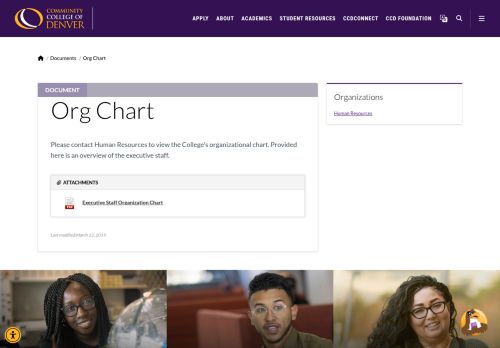 COMMUNITY
COLLEGE OF
DENVER
APPLY ABOUT ACADEMICS STUDENT RESOURCES CCDCONNECT CCD FOUNDATION
/ Documents / Org Chart
DOCUMENT
Org Chart
Please contact Human Resources to view the College's organizational chart. Provided
here is an overview of the executive staff.
ATTACHMENTS
PDF
Executive Staff Organization Chart
Last modified March 12, 2019
Organizations
Human Resources